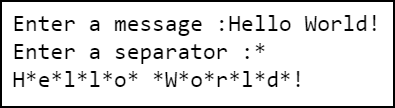 Enter a message :Hello World!
Enter a separator :*
H*e*l*l*o* *W*o*r*l*d*!